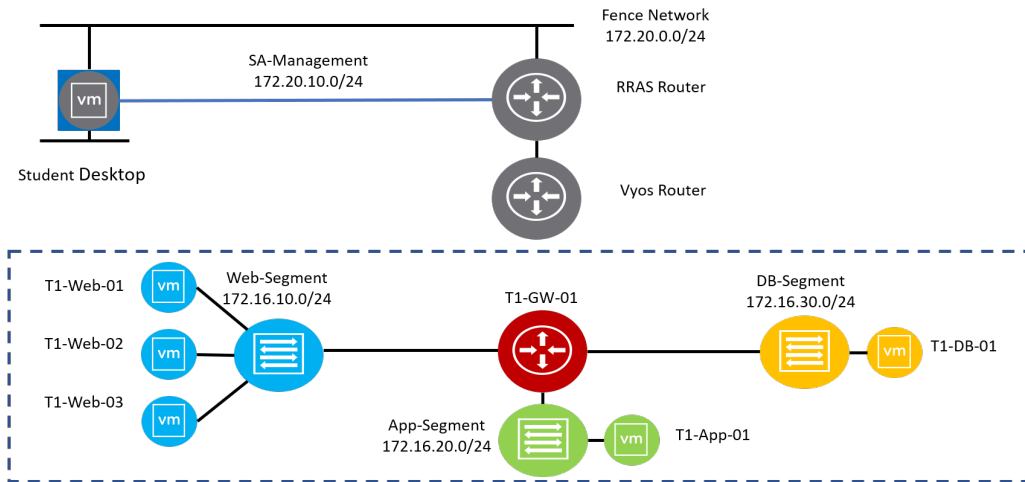 Fence Network
172.20.0.0/24
SA-Management
172.20.10.0/24
RRAS Router
vm
Student Desktop
Vyos Router
T1-Web-01
vm
Web-Segment
172.16.10.0/24
T1-GW-01
DB-Segment
172.16.30.0/24
T1-Web-02
vm
vm
T1-DB-01
T1-Web-03
vm
App-Segment
172.16.20.0/24
vm
T1-App-01